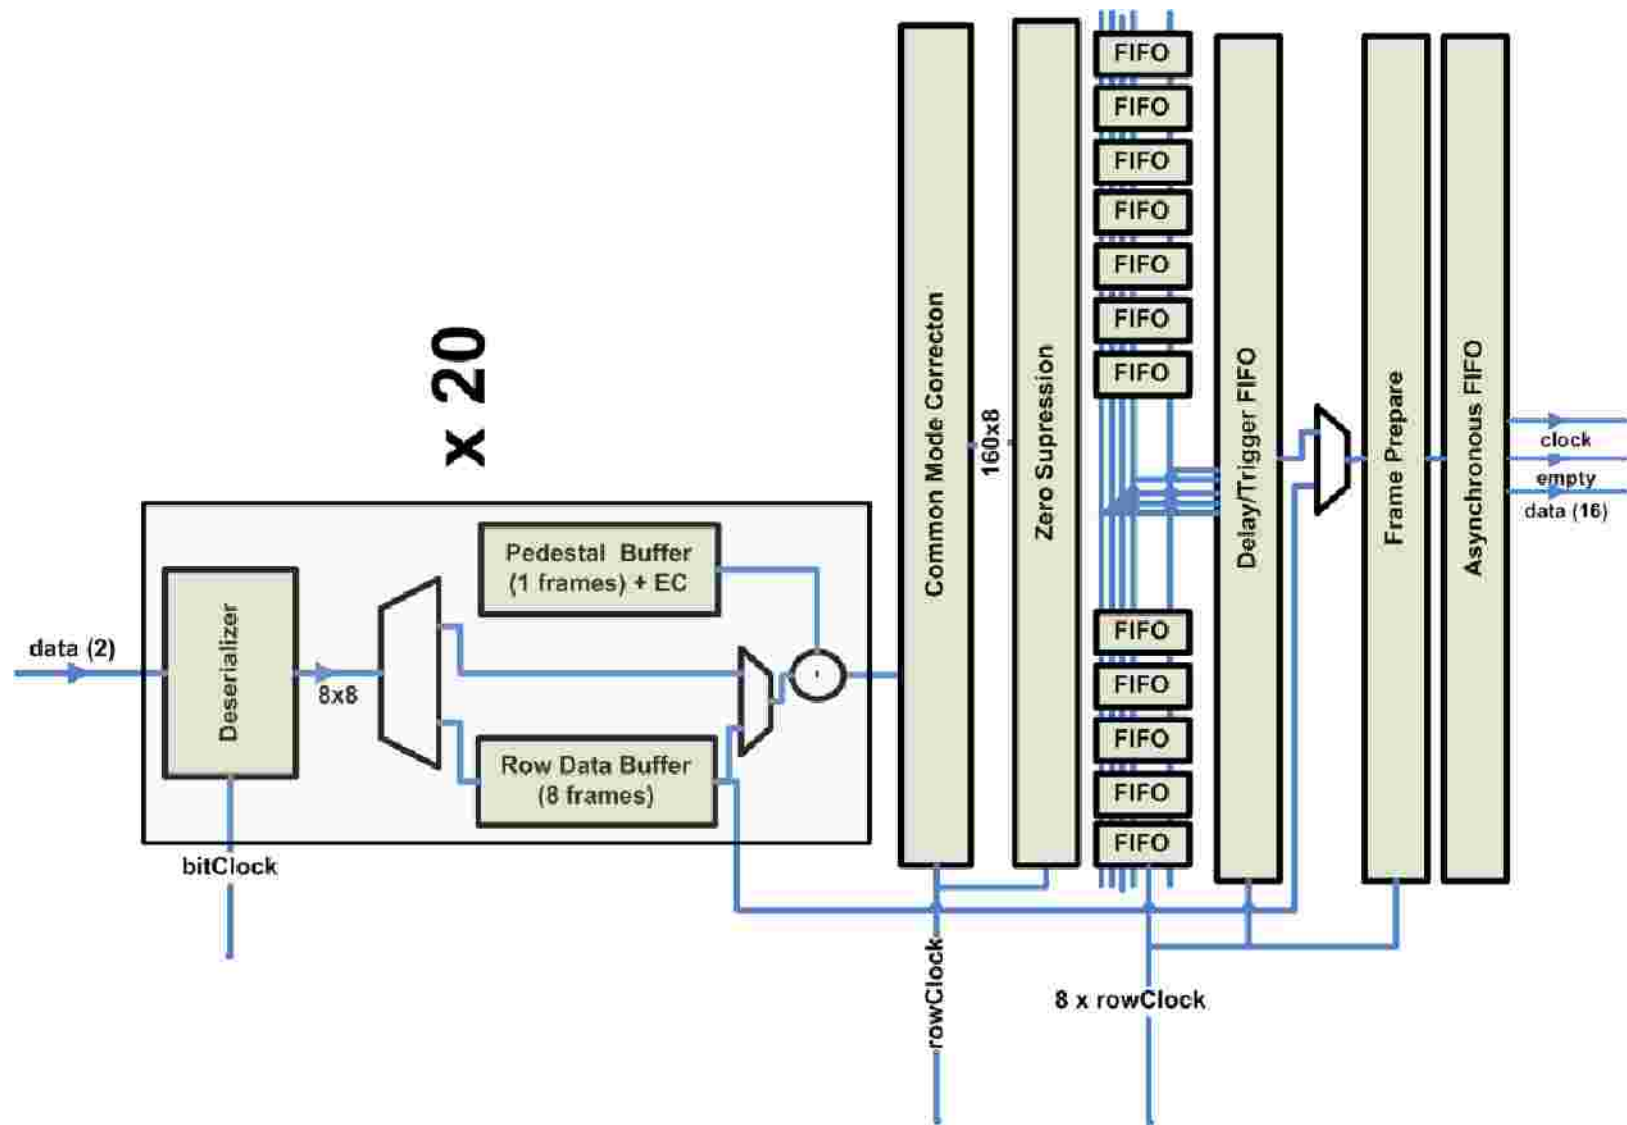 x 20
data (2)
Deserializer
8x8
bitClock
Pedestal Buffer
(1 frames) + EC
Row Data Buffer
(8 frames)
Common Mode Correcton
160x8
Zero Supression
FIFO
FIFO
FIFO
FIFO
FIFO
FIFO
FIFO
FIFO
FIFO
FIFO
FIFO
FIFO
Delay/Trigger FIFO
Frame Prepare
Asynchronous FIFO
clock
empty
data (16)
rowClock
8 x rowClock